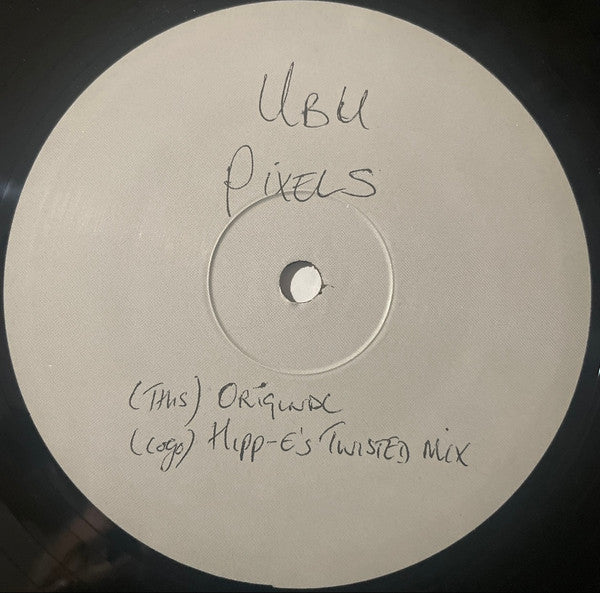 UBU
PIXELS
(THIS) ORIGINAL
(LOGO) HIPP-E'S TWISTED MIX